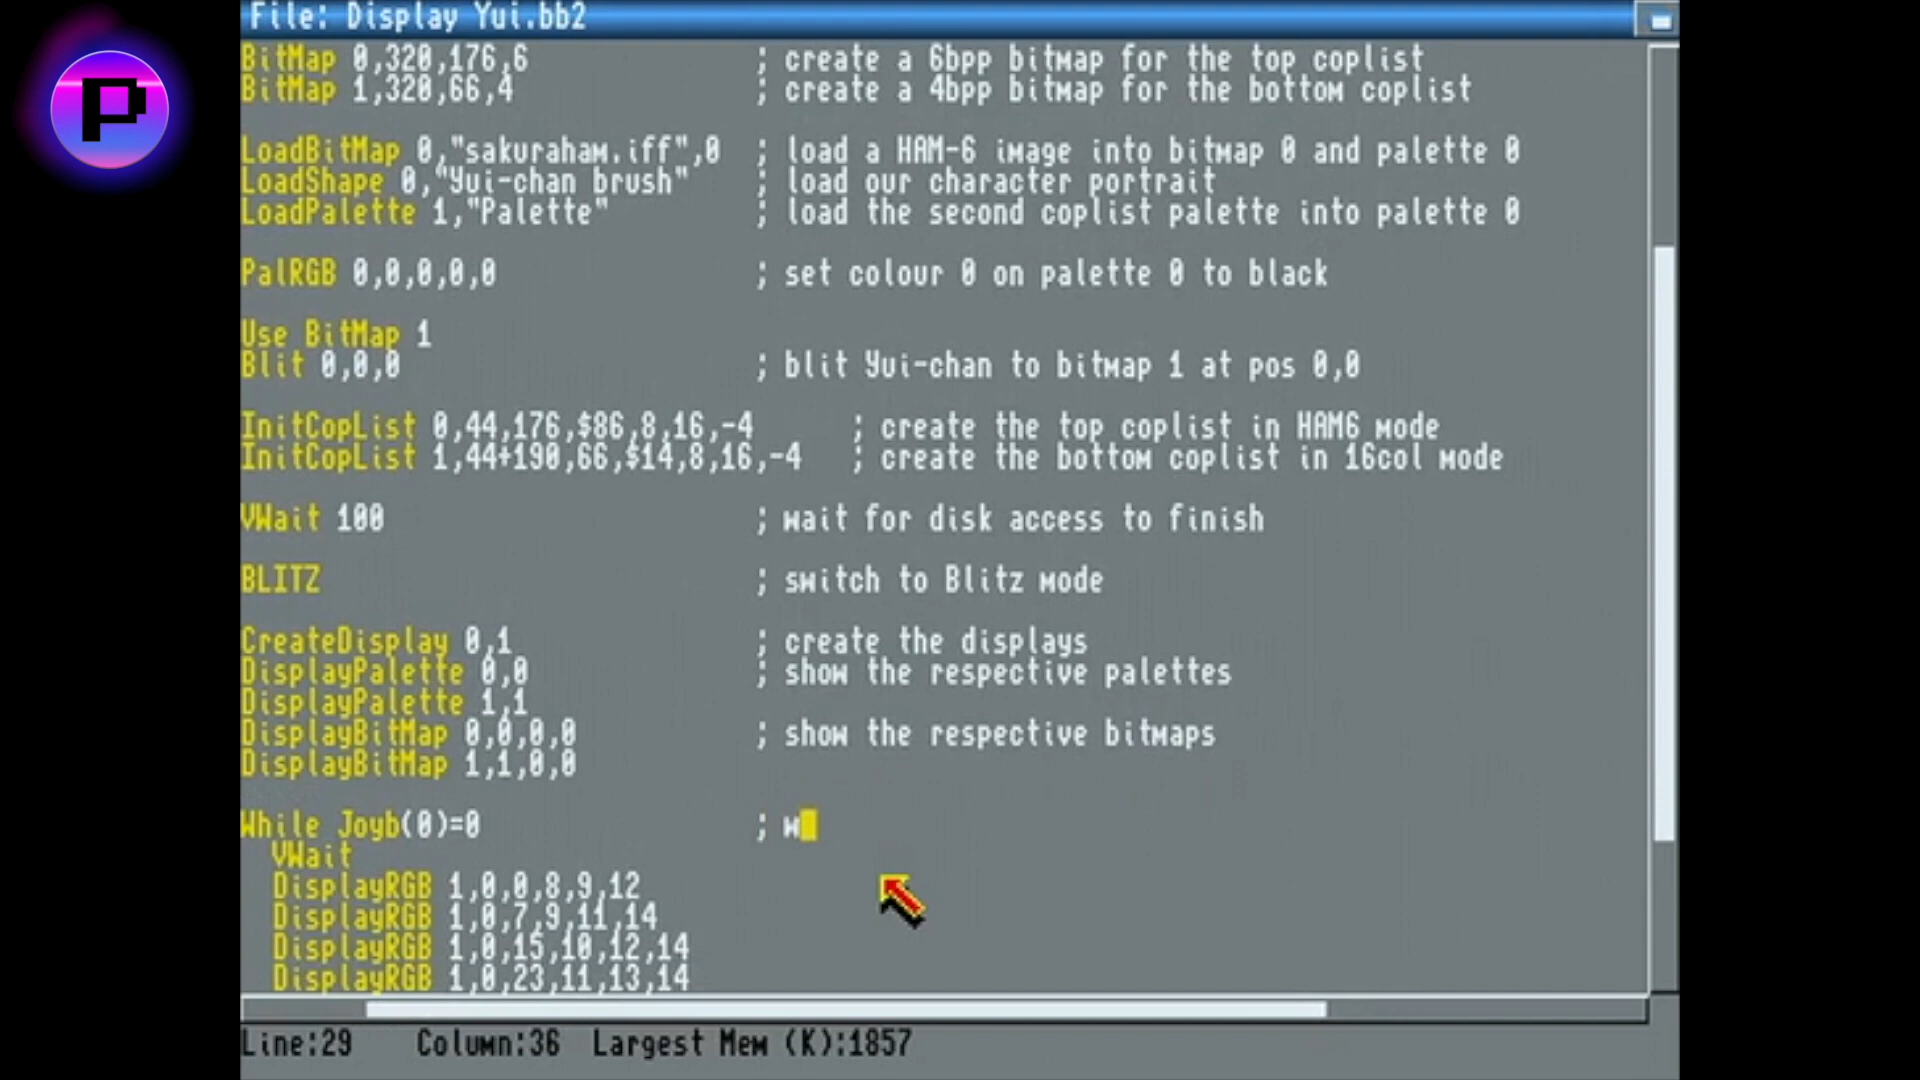 P
File: Display Yui.bb2
BitMap 0,320,176,6 ; create a 6bpp bitmap for the top coplist
BitMap 1,320,66,4 ; create a 4bpp bitmap for the bottom coplist
LoadBitMap 0,"sakuraham.iff",0 ; load a HAM-6 image into bitmap 0 and palette 0
LoadShape 0,"Yui-chan brush" ; load our character portrait
LoadPalette 1,"Palette" ; load the second coplist palette into palette 0
PalRGB 0,0,0,0,0 ; set colour 0 on palette 0 to black
Use BitMap 1
Blit 0,0,0 ; blit Yui-chan to bitmap 1 at pos 0,0
InitCopList 0,44,176,$86,8,16,-4 ; create the top coplist in HAM6 mode
InitCopList 1,44+190,66,$14,8,16,-4 ; create the bottom coplist in 16col mode
VWait 100 ; wait for disk access to finish
BLITZ ; switch to Blitz mode
CreateDisplay 0,1 ; create the displays
DisplayPalette 0,0 ; show the respective palettes
DisplayPalette 1,1
DisplayBitMap 0,0,0,0 ; show the respective bitmaps
DisplayBitMap 1,1,0,0
While Joyb(0)=0 ; w
VWait
DisplayRGB 1,0,0,8,9,12
DisplayRGB 1,0,7,9,11,14
DisplayRGB 1,0,15,10,12,14
DisplayRGB 1,0,23,11,13,14
Line:29 Column:36 Largest Mem (K):1857